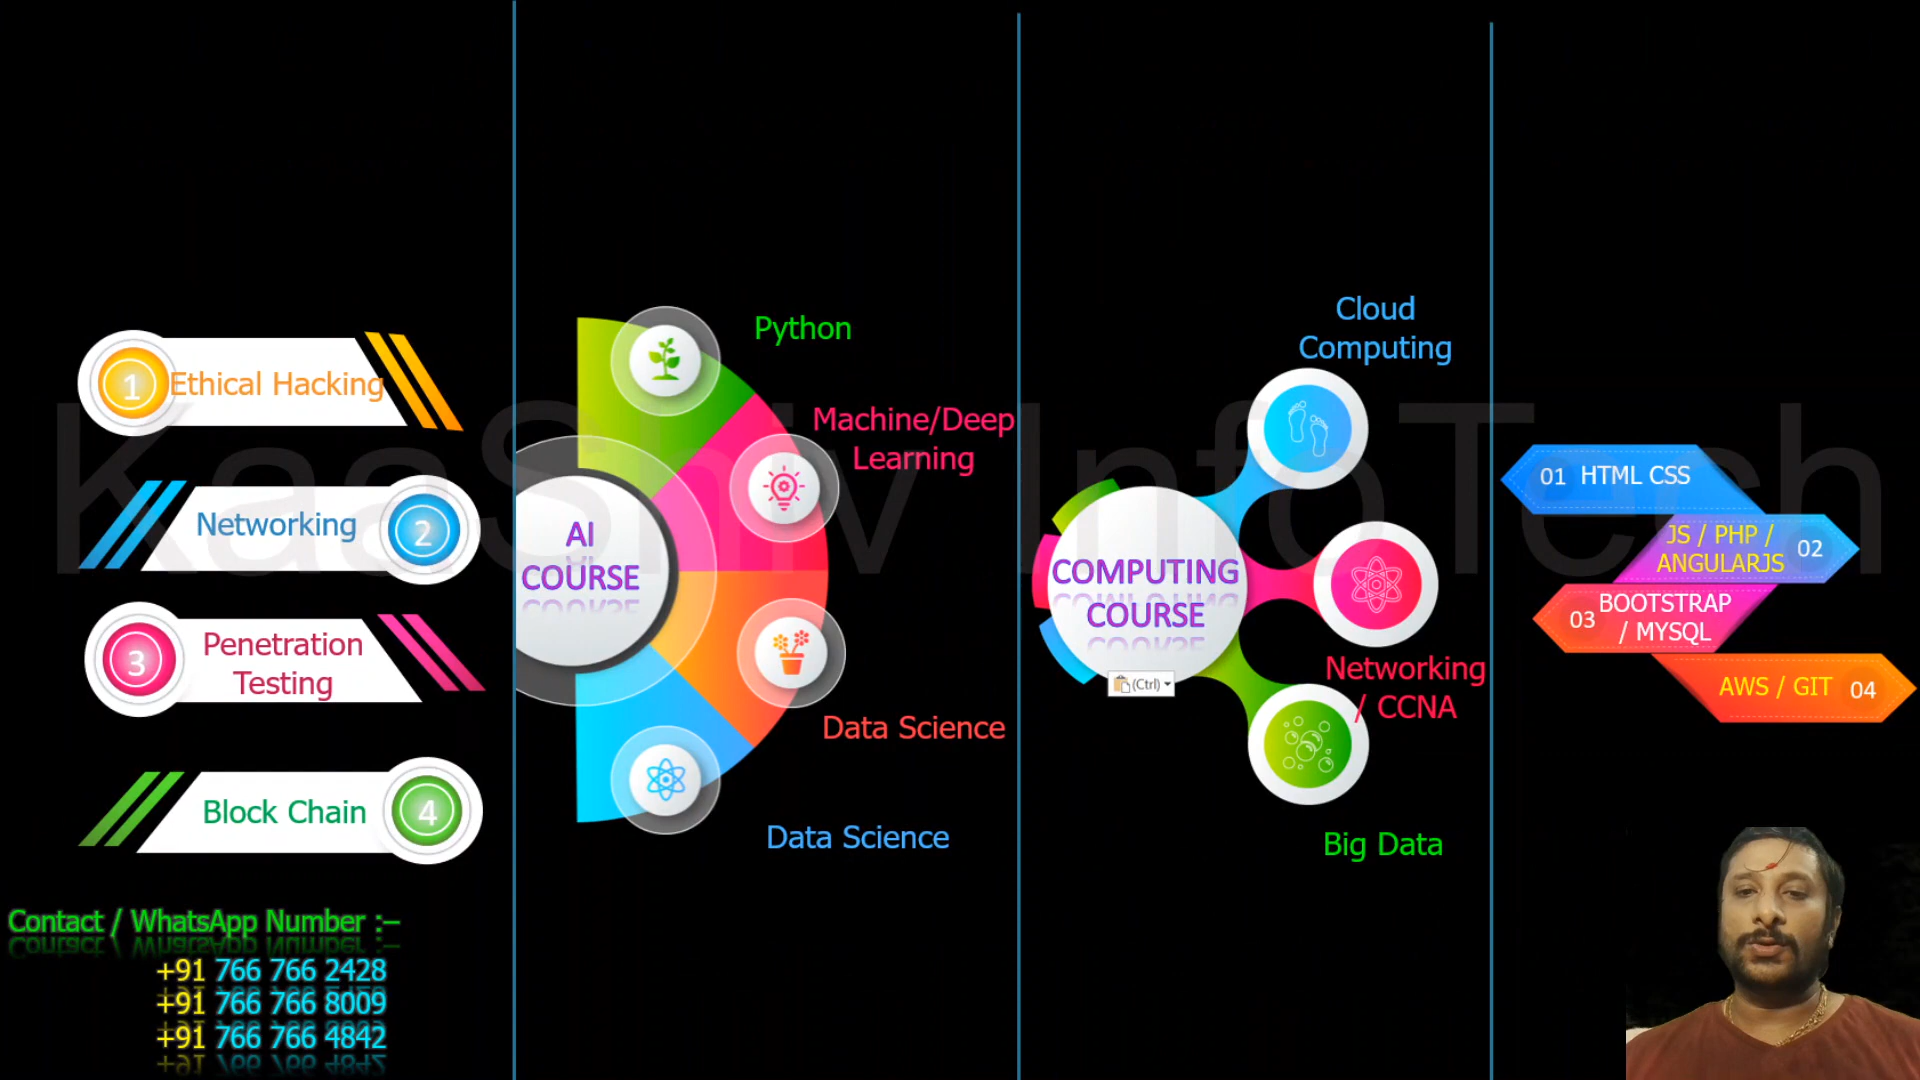 KaaShiv InfoTech
1
Ethical Hacking
Networking
2
3
Penetration
Testing
Block Chain
4
Contact / WhatsApp Number :–
+91 766 766 2428
+91 766 766 8009
+91 766 766 4842
AI
COURSE
Python
Machine/Deep
Learning
Data Science
Data Science
COMPUTING
COURSE
(Ctrl)
Cloud
Computing
Networking
/ CCNA
Big Data
01 HTML CSS
JS / PHP /
ANGULARJS
02
03
BOOTSTRAP
/ MYSQL
AWS / GIT 04